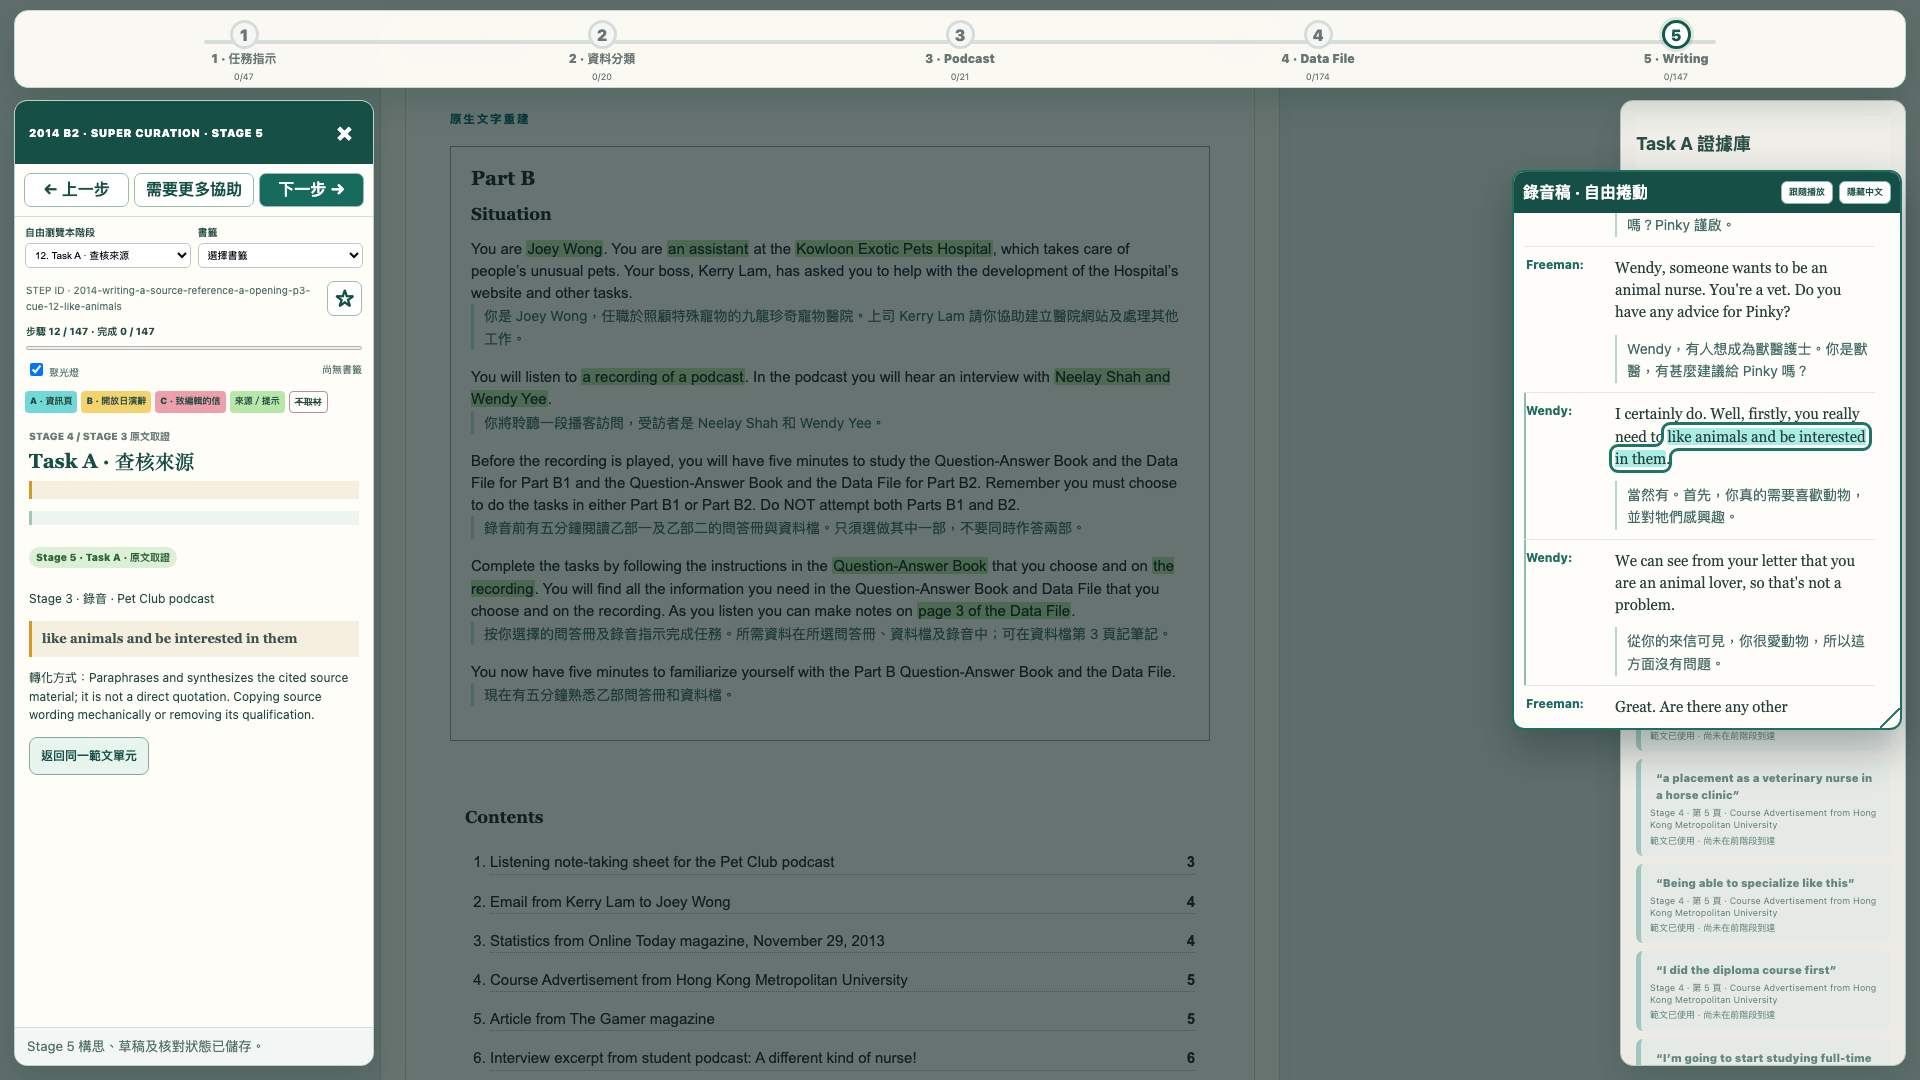 1
1 · 任務指示
0/47
2
2 · 資料分類
0/20
3
3 · Podcast
0/21
4
4 · Data File
0/174
5
5 · Writing
0/147
2014 B2 · SUPER CURATION · STAGE 5
← 上一步
需要更多協助
下一步 →
自由瀏覽本階段
書籤
12. Task A · 查核來源
選擇書籤
STEP ID · 2014-writing-a-source-reference-a-opening-p3-
cue-12-like-animals
步驟 12 / 147 · 完成 0 / 147
聚光燈
尚無書籤
A · 資訊頁
B · 開放日演辭
C · 致編輯的信
來源 / 提示
不取材
STAGE 4 / STAGE 3 原文取證
Task A · 查核來源
Stage 5 · Task A · 原文取證
Stage 3 · 錄音 · Pet Club podcast
like animals and be interested in them
轉化方式：Paraphrases and synthesizes the cited source
material; it is not a direct quotation. Copying source
wording mechanically or removing its qualification.
返回同一範文單元
Stage 5 構思、草稿及核對狀態已儲存。
原生文字重建
Part B
Situation
You are Joey Wong. You are an assistant at the Kowloon Exotic Pets Hospital, which takes care of
people's unusual pets. Your boss, Kerry Lam, has asked you to help with the development of the Hospital's
website and other tasks.
你是 Joey Wong，任職於照顧特殊寵物的九龍珍奇寵物醫院。上司 Kerry Lam 請你協助建立醫院網站及處理其他
工作。
You will listen to a recording of a podcast. In the podcast you will hear an interview with Neelay Shah and
Wendy Yee.
你將聆聽一段播客訪問，受訪者是 Neelay Shah 和 Wendy Yee。
Before the recording is played, you will have five minutes to study the Question-Answer Book and the Data
File for Part B1 and the Question-Answer Book and the Data File for Part B2. Remember you must choose
to do the tasks in either Part B1 or Part B2. Do NOT attempt both Parts B1 and B2.
錄音前有五分鐘閱讀乙部一及乙部二的問答冊與資料檔。只須選做其中一部，不要同時作答兩部。
Complete the tasks by following the instructions in the Question-Answer Book that you choose and on the
recording. You will find all the information you need in the Question-Answer Book and Data File that you
choose and on the recording. As you listen you can make notes on page 3 of the Data File.
按你選擇的問答冊及錄音指示完成任務。所需資料在所選問答冊、資料檔及錄音中；可在資料檔第 3 頁記筆記。
You now have five minutes to familiarize yourself with the Part B Question-Answer Book and the Data File.
現在有五分鐘熟悉乙部問答冊和資料檔。
Contents
1. Listening note-taking sheet for the Pet Club podcast 3
2. Email from Kerry Lam to Joey Wong 4
3. Statistics from Online Today magazine, November 29, 2013 4
4. Course Advertisement from Hong Kong Metropolitan University 5
5. Article from The Gamer magazine 5
6. Interview excerpt from student podcast: A different kind of nurse! 6
Task A 證據庫
錄音稿 · 自由捲動
跟隨播放
隱藏中文
嗎？Pinky 謹啟。
Freeman:
Wendy, someone wants to be an
animal nurse. You're a vet. Do you
have any advice for Pinky?
Wendy，有人想成為獸醫護士。你是獸
醫，有甚麼建議給 Pinky 嗎？
Wendy:
I certainly do. Well, firstly, you really
need to like animals and be interested
in them.
當然有。首先，你真的需要喜歡動物，
並對牠們感興趣。
Wendy:
We can see from your letter that you
are an animal lover, so that's not a
problem.
從你的來信可見，你很愛動物，所以這
方面沒有問題。
Freeman:
Great. Are there any other
範文已使用 · 尚未在前階段到達
“a placement as a veterinary nurse in
a horse clinic”
Stage 4 · 第 5 頁 · Course Advertisement from Hong
Kong Metropolitan University
範文已使用 · 尚未在前階段到達
“Being able to specialize like this”
Stage 4 · 第 5 頁 · Course Advertisement from Hong
Kong Metropolitan University
範文已使用 · 尚未在前階段到達
“I did the diploma course first”
Stage 4 · 第 5 頁 · Course Advertisement from Hong
Kong Metropolitan University
範文已使用 · 尚未在前階段到達
“I'm going to start studying full-time